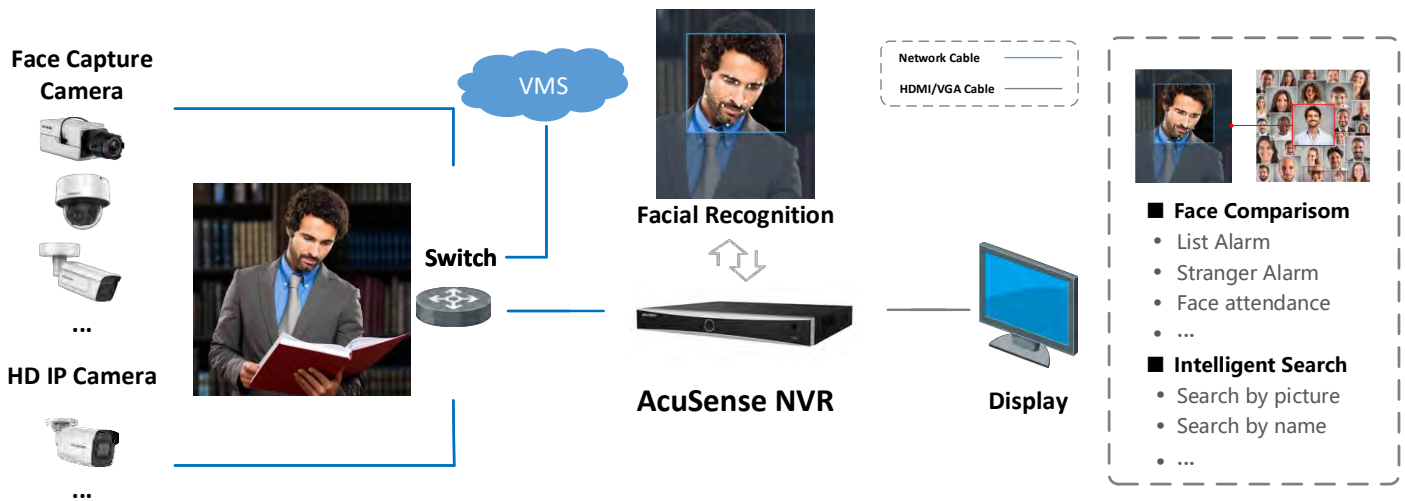 Face Capture
Camera
...
HD IP Camera
...
VMS
Switch
Facial Recognition
AcuSense NVR
Display
Network Cable
HDMI/VGA Cable
■ Face Comparisom
• List Alarm
• Stranger Alarm
• Face attendance
• ...
■ Intelligent Search
• Search by picture
• Search by name
• ...